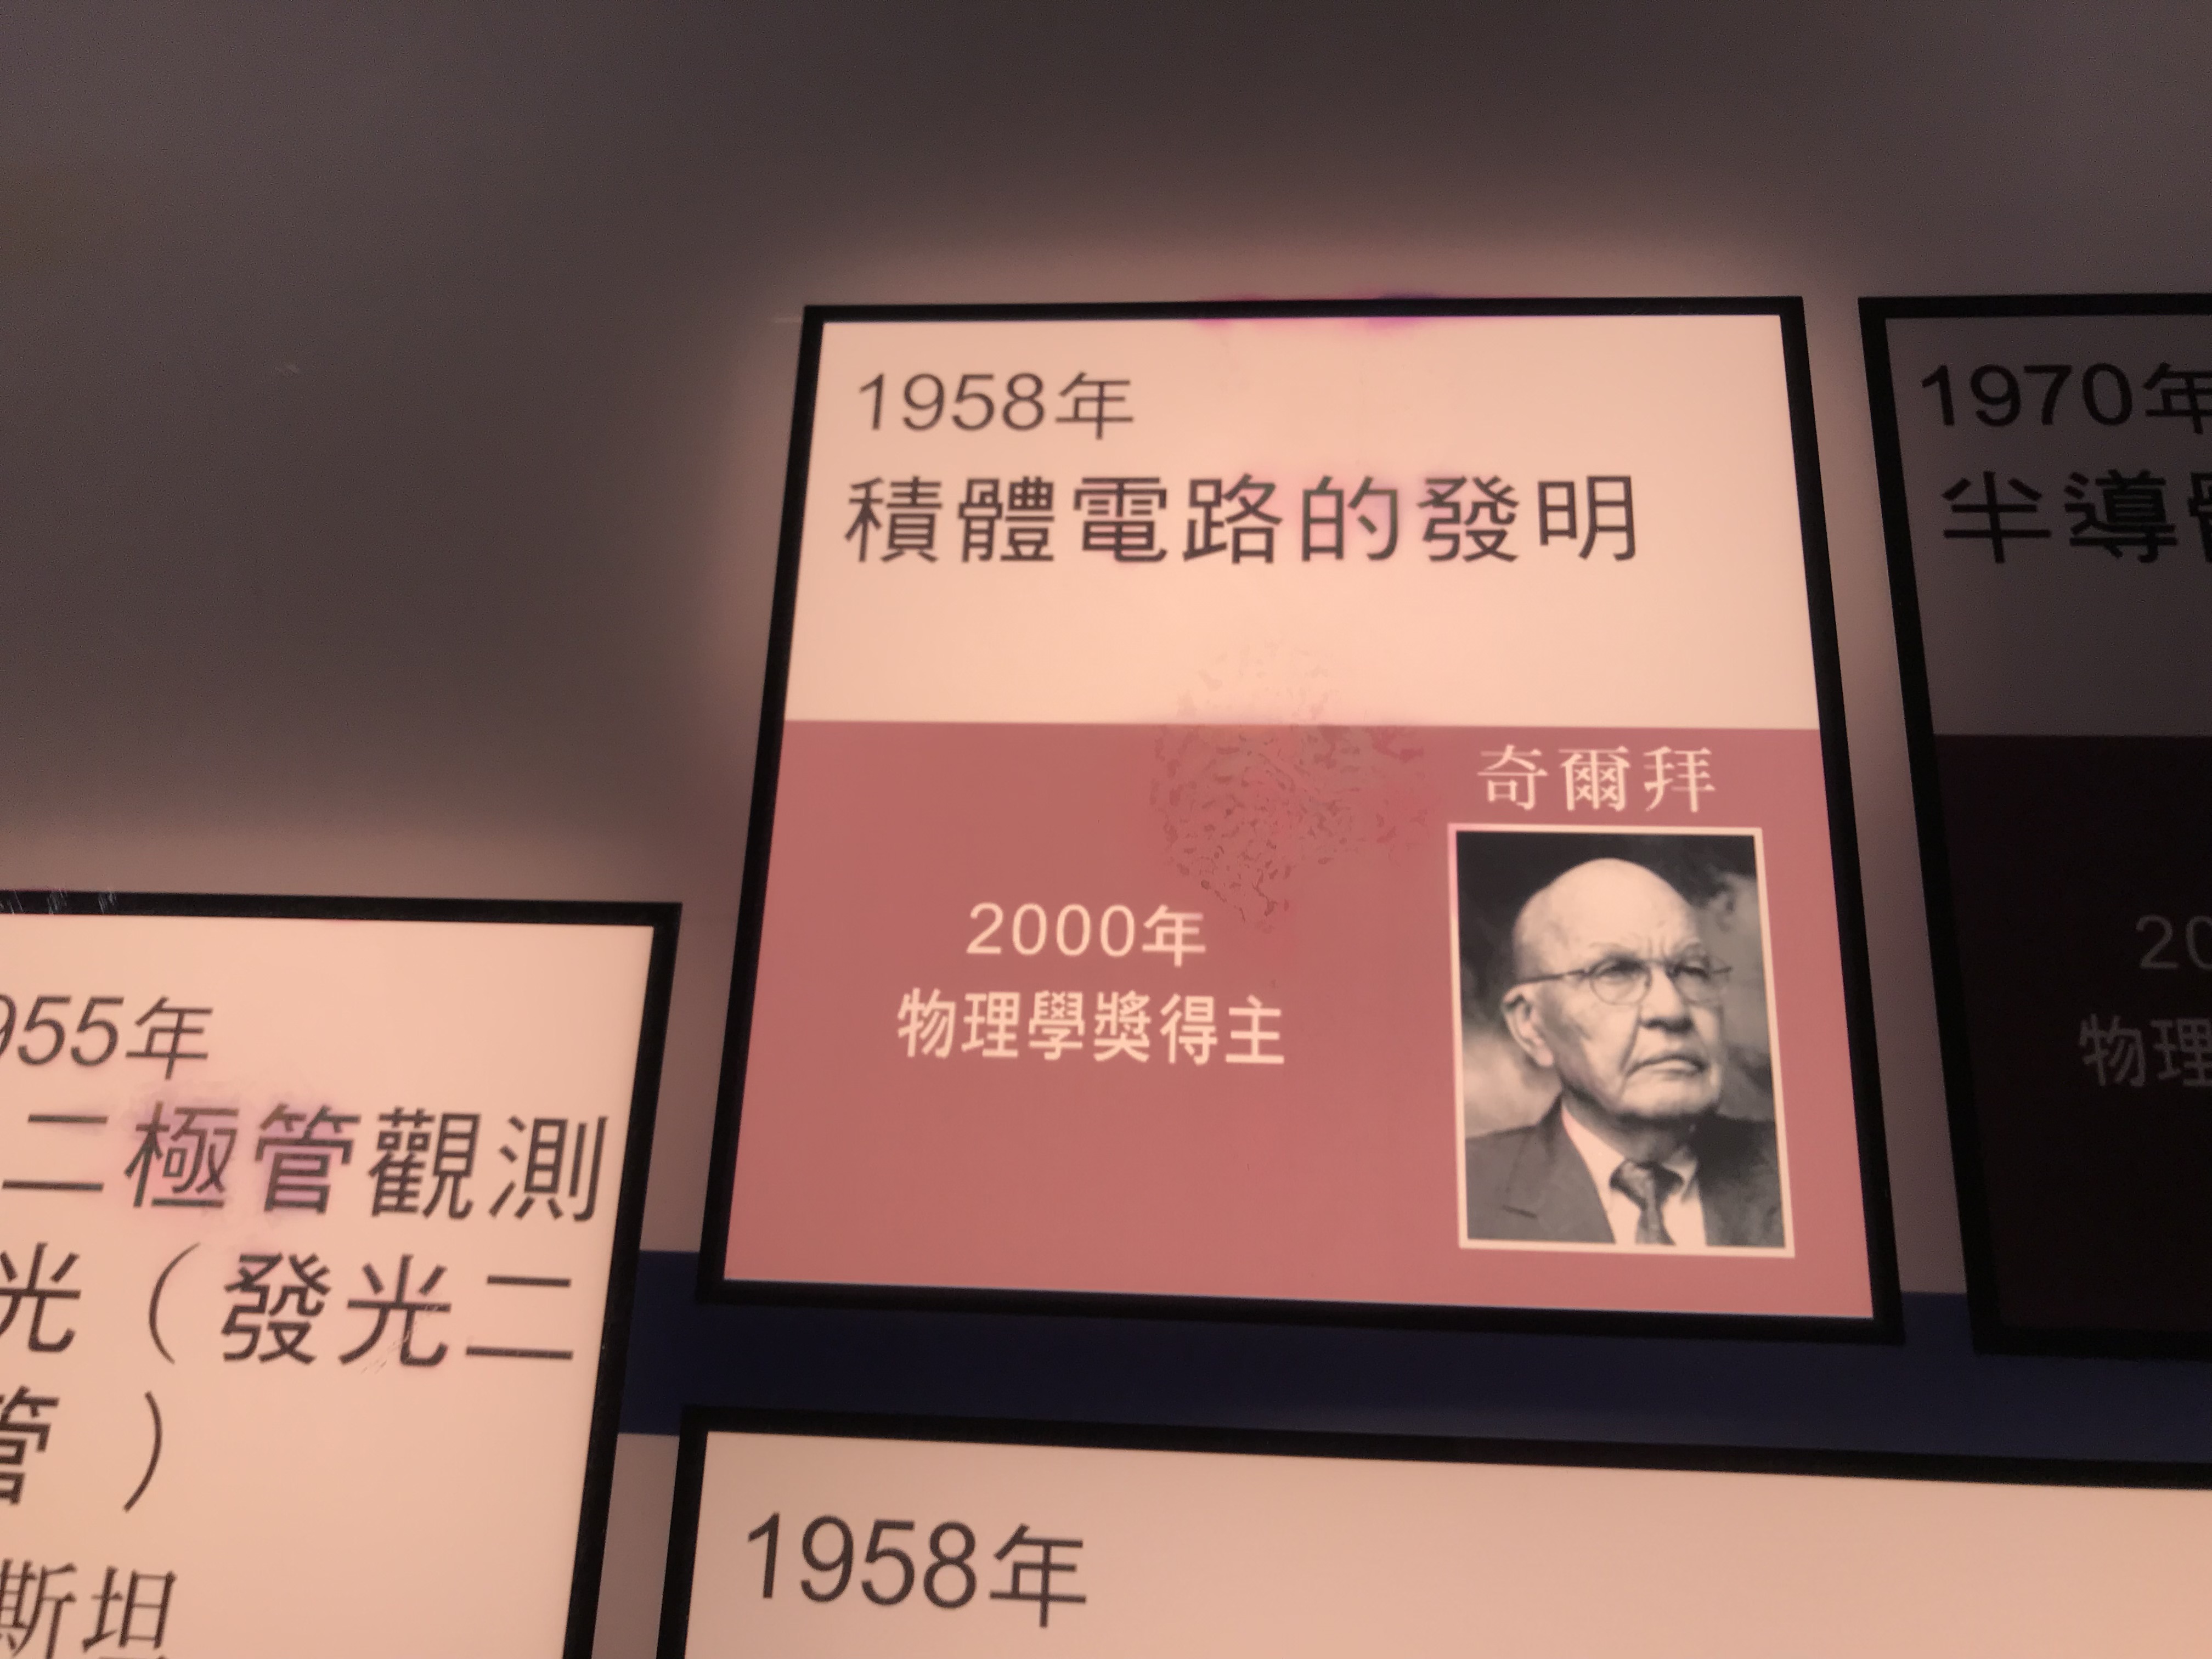 1958年
積體電路的發明
奇爾拜
2000年
物理學獎得主
1970年
半導
20
物理
955年
二極管觀測
光（發光二
管）
斯坦
1958年